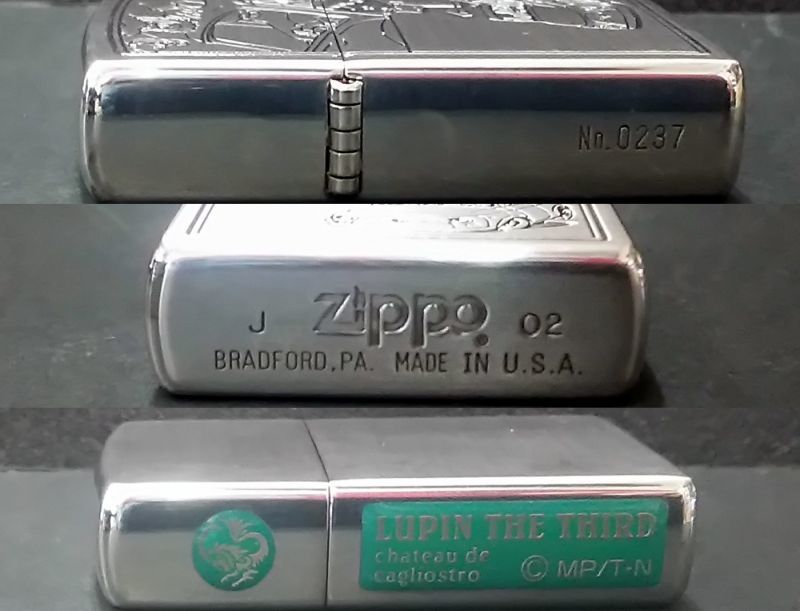 No.0237
J Zippo 02
BRADFORD,PA. MADE IN U.S.A.
LUPIN THE THIRD
chateau de
cagliostro © MP/T-N